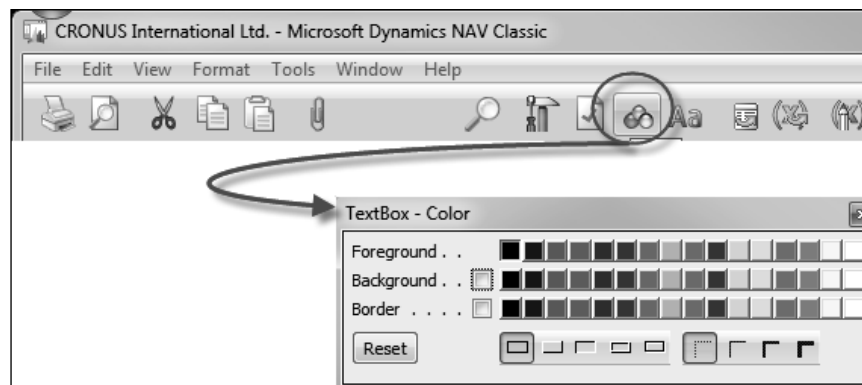 CRONUS International Ltd. - Microsoft Dynamics NAV Classic
File Edit View Format Tools Window Help
Aa
TextBox - Color
Foreground . .
Background . .
Border . . . .
Reset